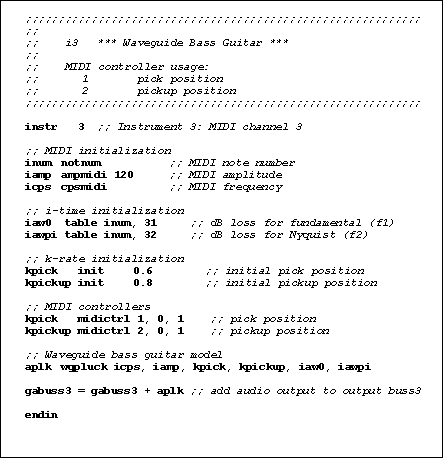 ;;;;;;;;;;;;;;;;;;;;;;;;;;;;;;;;;;;;;;;;;;;;;;;;;;;;;;;;;;;;;;;
;;
;;    i3   *** Waveguide Bass Guitar ***
;;
;;    MIDI controller usage:
;;       1       pick position
;;       2       pickup position
;;;;;;;;;;;;;;;;;;;;;;;;;;;;;;;;;;;;;;;;;;;;;;;;;;;;;;;;;;;;;;;
instr   3  ;; Instrument 3: MIDI channel 3
;; MIDI initialization
inum notnum          ;; MIDI note number
iamp ampmidi 120     ;; MIDI amplitude
icps cpsmidi         ;; MIDI frequency
;; i-time initialization
iaw0  table inum, 31     ;; dB loss for fundamental (f1)
iawpi table inum, 32     ;; dB loss for Nyquist (f2)
;; k-rate initialization
kpick   init    0.6        ;; initial pick position
kpickup init    0.8        ;; initial pickup position
;; MIDI controllers
kpick   midictrl 1, 0, 1    ;; pick position
kpickup midictrl 2, 0, 1    ;; pickup position
;; Waveguide bass guitar model
aplk wgpluck icps, iamp, kpick, kpickup, iaw0, iawpi
gabuss3 = gabuss3 + aplk ;; add audio output to output buss3
endin